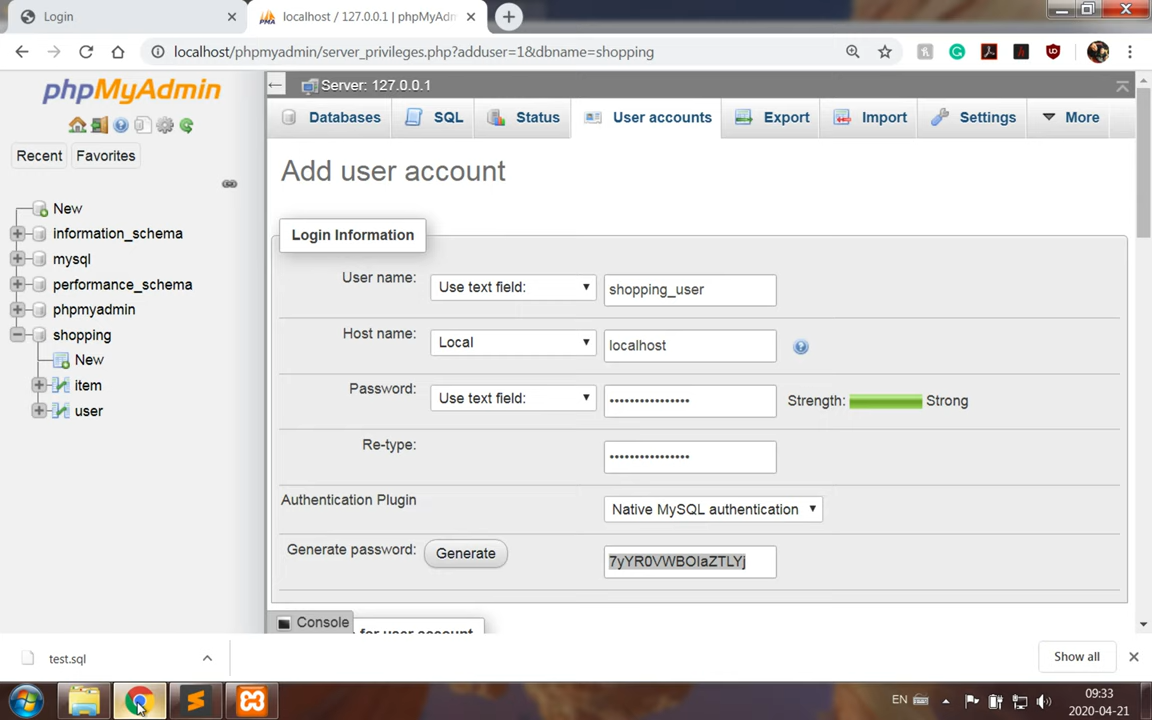 Login
localhost / 127.0.0.1 | phpMyAdm
localhost/phpmyadmin/server_privileges.php?adduser=1&dbname=shopping
phpMyAdmin
Recent
Favorites
New
information_schema
mysql
performance_schema
phpmyadmin
shopping
New
item
user
Server: 127.0.0.1
Databases
SQL
Status
User accounts
Export
Import
Settings
More
Add user account
Login Information
User name:
Use text field:
shopping_user
Host name:
Local
localhost
Password:
Use text field:
••••••••••••••••
Strength:
Strong
Re-type:
••••••••••••••••
Authentication Plugin
Native MySQL authentication
Generate password:
Generate
7yYR0VWBOIaZTLYj
Console
for user account
test.sql
Show all
EN
09:33
2020-04-21